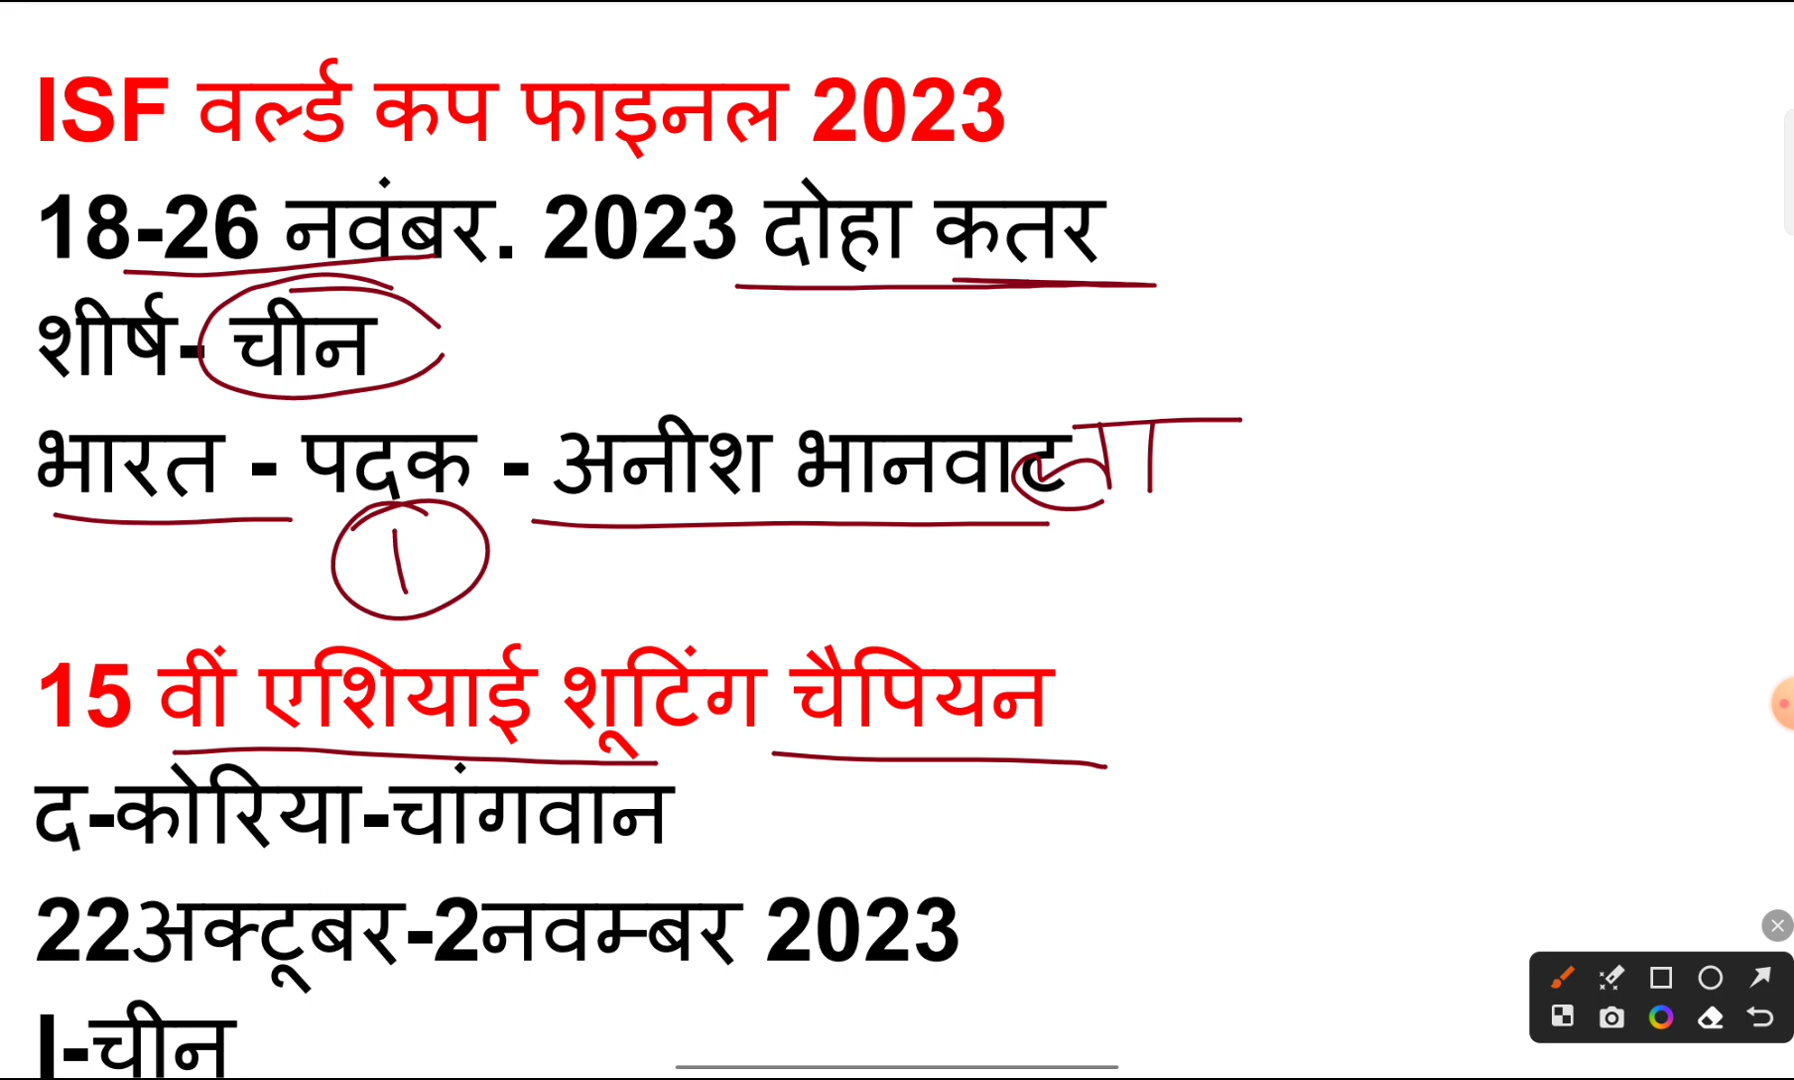 ISF वर्ल्ड कप फाइनल 2023
18-26 नवंबर. 2023 दोहा कतर
शीर्ष- चीन
भारत - पदक - अनीश भानवाट
1
15 वीं एशियाई शूटिंग चैपियन
द-कोरिया-चांगवान
22अक्टूबर-2नवम्बर 2023
I-चीन